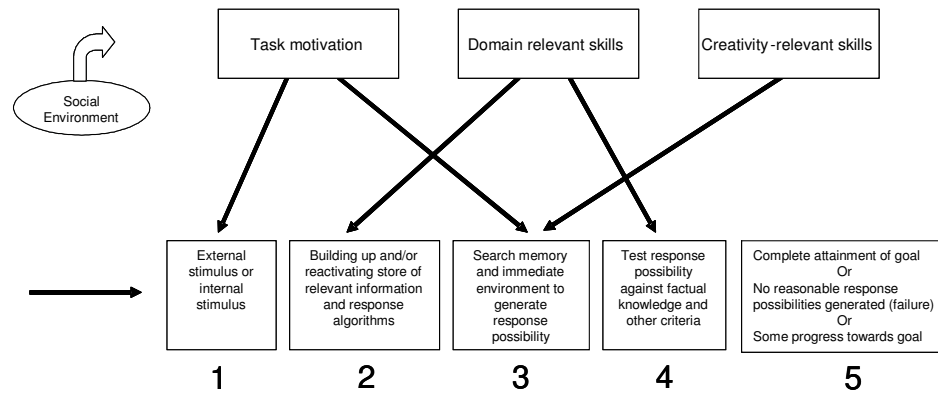 Task motivation
Domain relevant skills
Creativity-relevant skills
Social
Environment
External
stimulus or
internal
stimulus
Building up and/or
reactivating store of
relevant information
and response
algorithms
Search memory
and immediate
environment to
generate
response
possibility
Test response
possibility
against factual
knowledge and
other criteria
Complete attainment of goal
Or
No reasonable response
possibilities generated (failure)
Or
Some progress towards goal
1
2
3
4
5